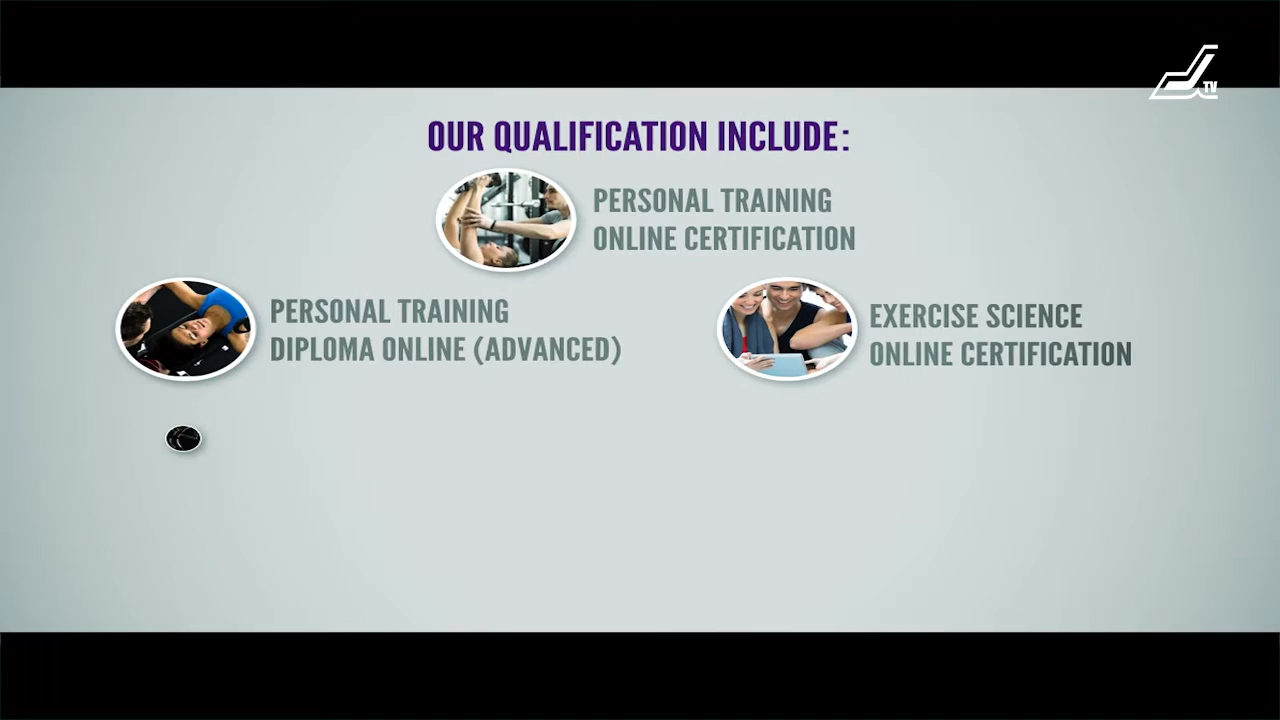 TV
OUR QUALIFICATION INCLUDE:
PERSONAL TRAINING
ONLINE CERTIFICATION
PERSONAL TRAINING
DIPLOMA ONLINE (ADVANCED)
EXERCISE SCIENCE
ONLINE CERTIFICATION